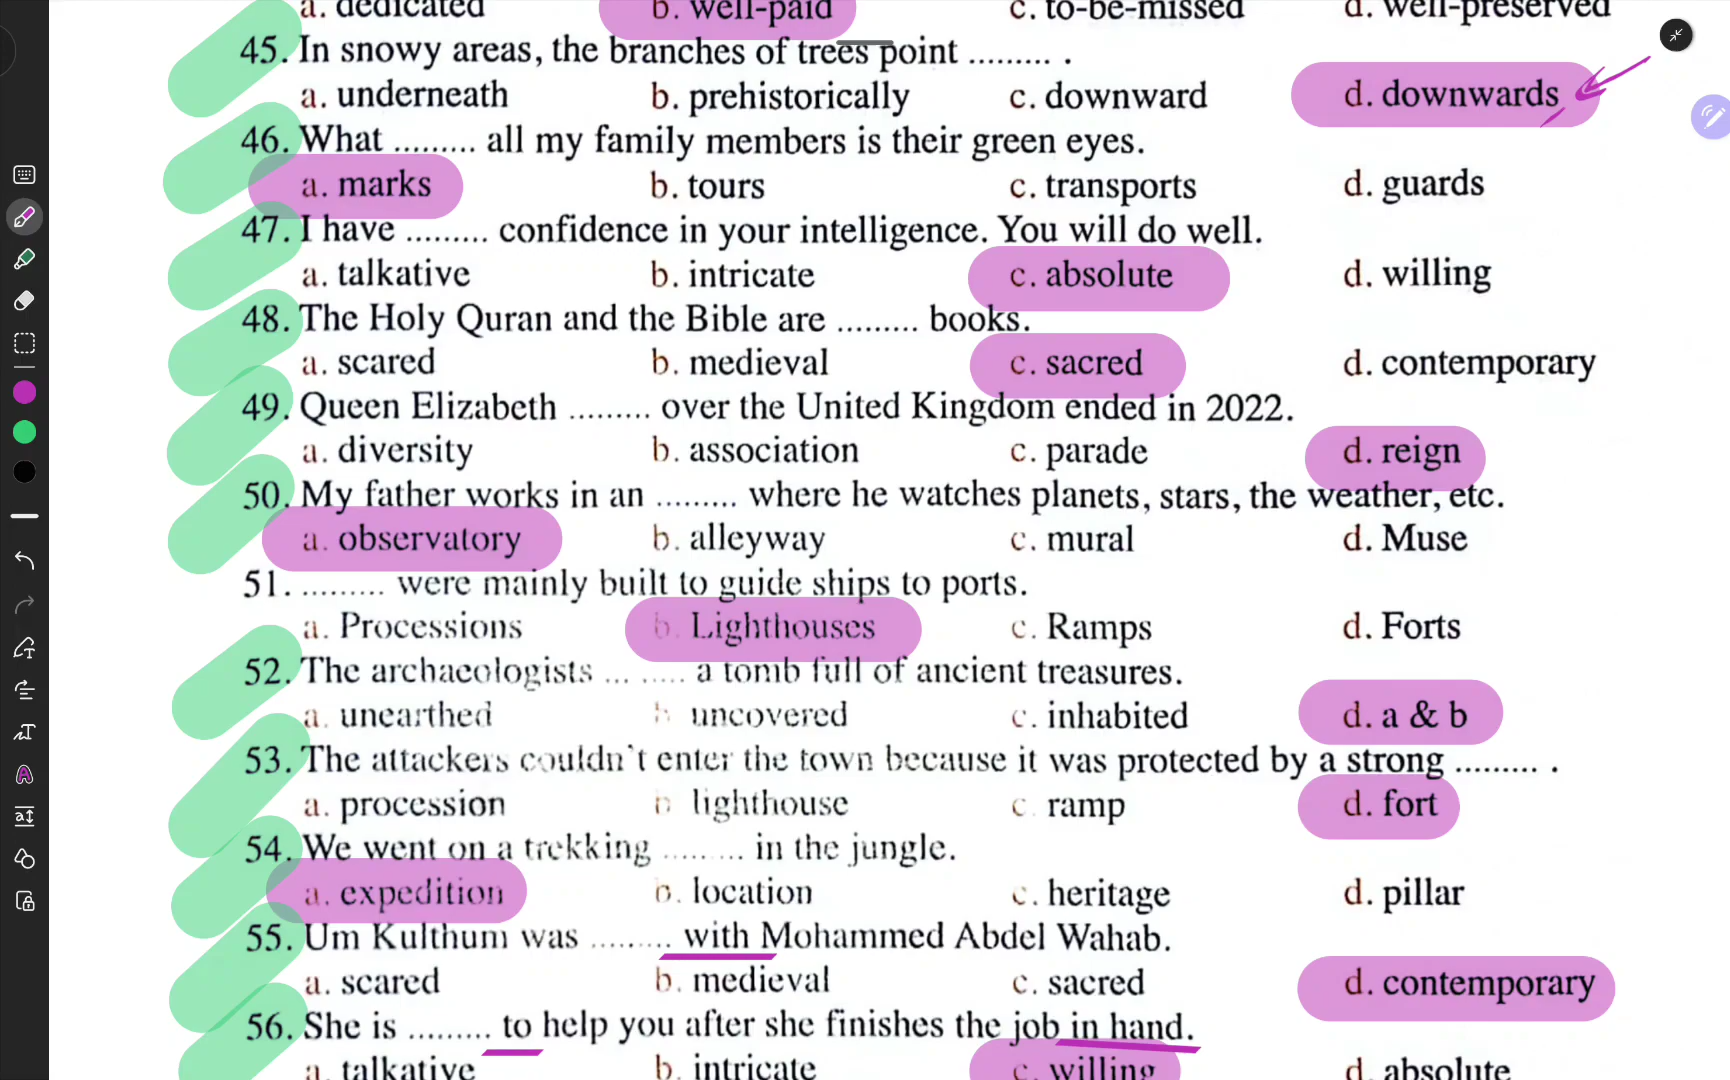 a. dedicated b. well-paid c. to-be-missed d. well-preserved
45. In snowy areas, the branches of trees point ......... .
a. underneath b. prehistorically c. downward d. downwards
46. What ......... all my family members is their green eyes.
a. marks b. tours c. transports d. guards
47. I have ......... confidence in your intelligence. You will do well.
a. talkative b. intricate c. absolute d. willing
48. The Holy Quran and the Bible are ......... books.
a. scared b. medieval c. sacred d. contemporary
49. Queen Elizabeth ......... over the United Kingdom ended in 2022.
a. diversity b. association c. parade d. reign
50. My father works in an ......... where he watches planets, stars, the weather, etc.
a. observatory b. alleyway c. mural d. Muse
51. ......... were mainly built to guide ships to ports.
a. Processions b. Lighthouses c. Ramps d. Forts
52. The archaeologists ... ..... a tomb full of ancient treasures.
a. unearthed b uncovered c. inhabited d. a & b
53. The attackers couldn't enter the town because it was protected by a strong ......... .
a. procession b lighthouse c. ramp d. fort
54. We went on a trekking ......... in the jungle.
a. expedition b. location c. heritage d. pillar
55. Um Kulthum was ......... with Mohammed Abdel Wahab.
a. scared b. medieval c. sacred d. contemporary
56. She is ......... to help you after she finishes the job in hand.
a. talkative b. intricate c. willing d. absolute